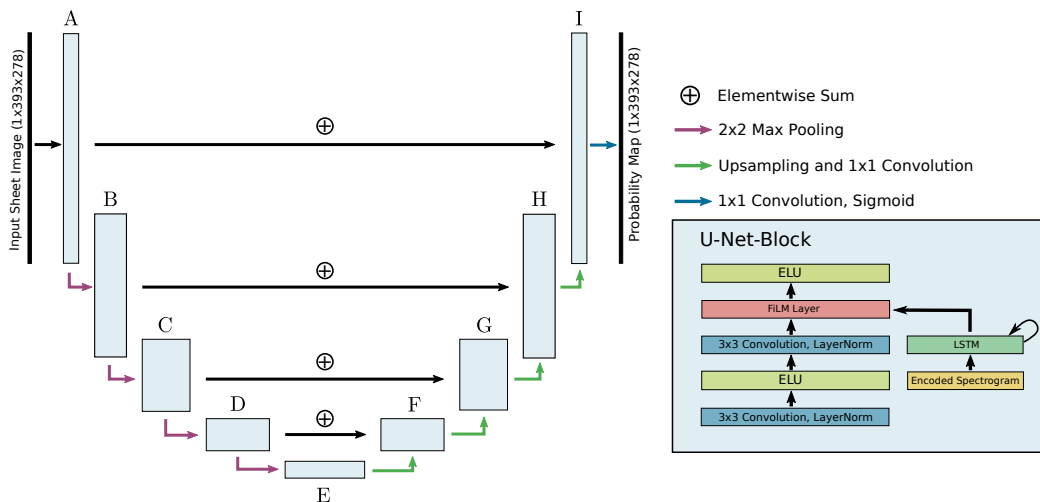 A
I
Input Sheet Image (1x393x278)
Probability Map (1x393x278)
B
H
C
G
D
F
E
Elementwise Sum
2x2 Max Pooling
Upsampling and 1x1 Convolution
1x1 Convolution, Sigmoid
U-Net-Block
ELU
FiLM Layer
3x3 Convolution, LayerNorm
LSTM
ELU
Encoded Spectrogram
3x3 Convolution, LayerNorm